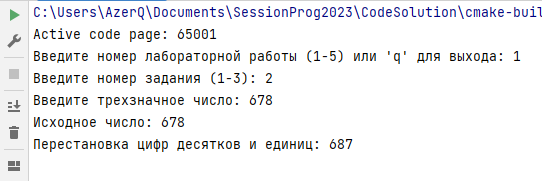 C:\Users\AzerQ\Documents\SessionProg2023\CodeSolution\cmake-buil
Active code page: 65001
Введите номер лабораторной работы (1-5) или 'q' для выхода: 1
Введите номер задания (1-3): 2
Введите трехзначное число: 678
Исходное число: 678
Перестановка цифр десятков и единиц: 687